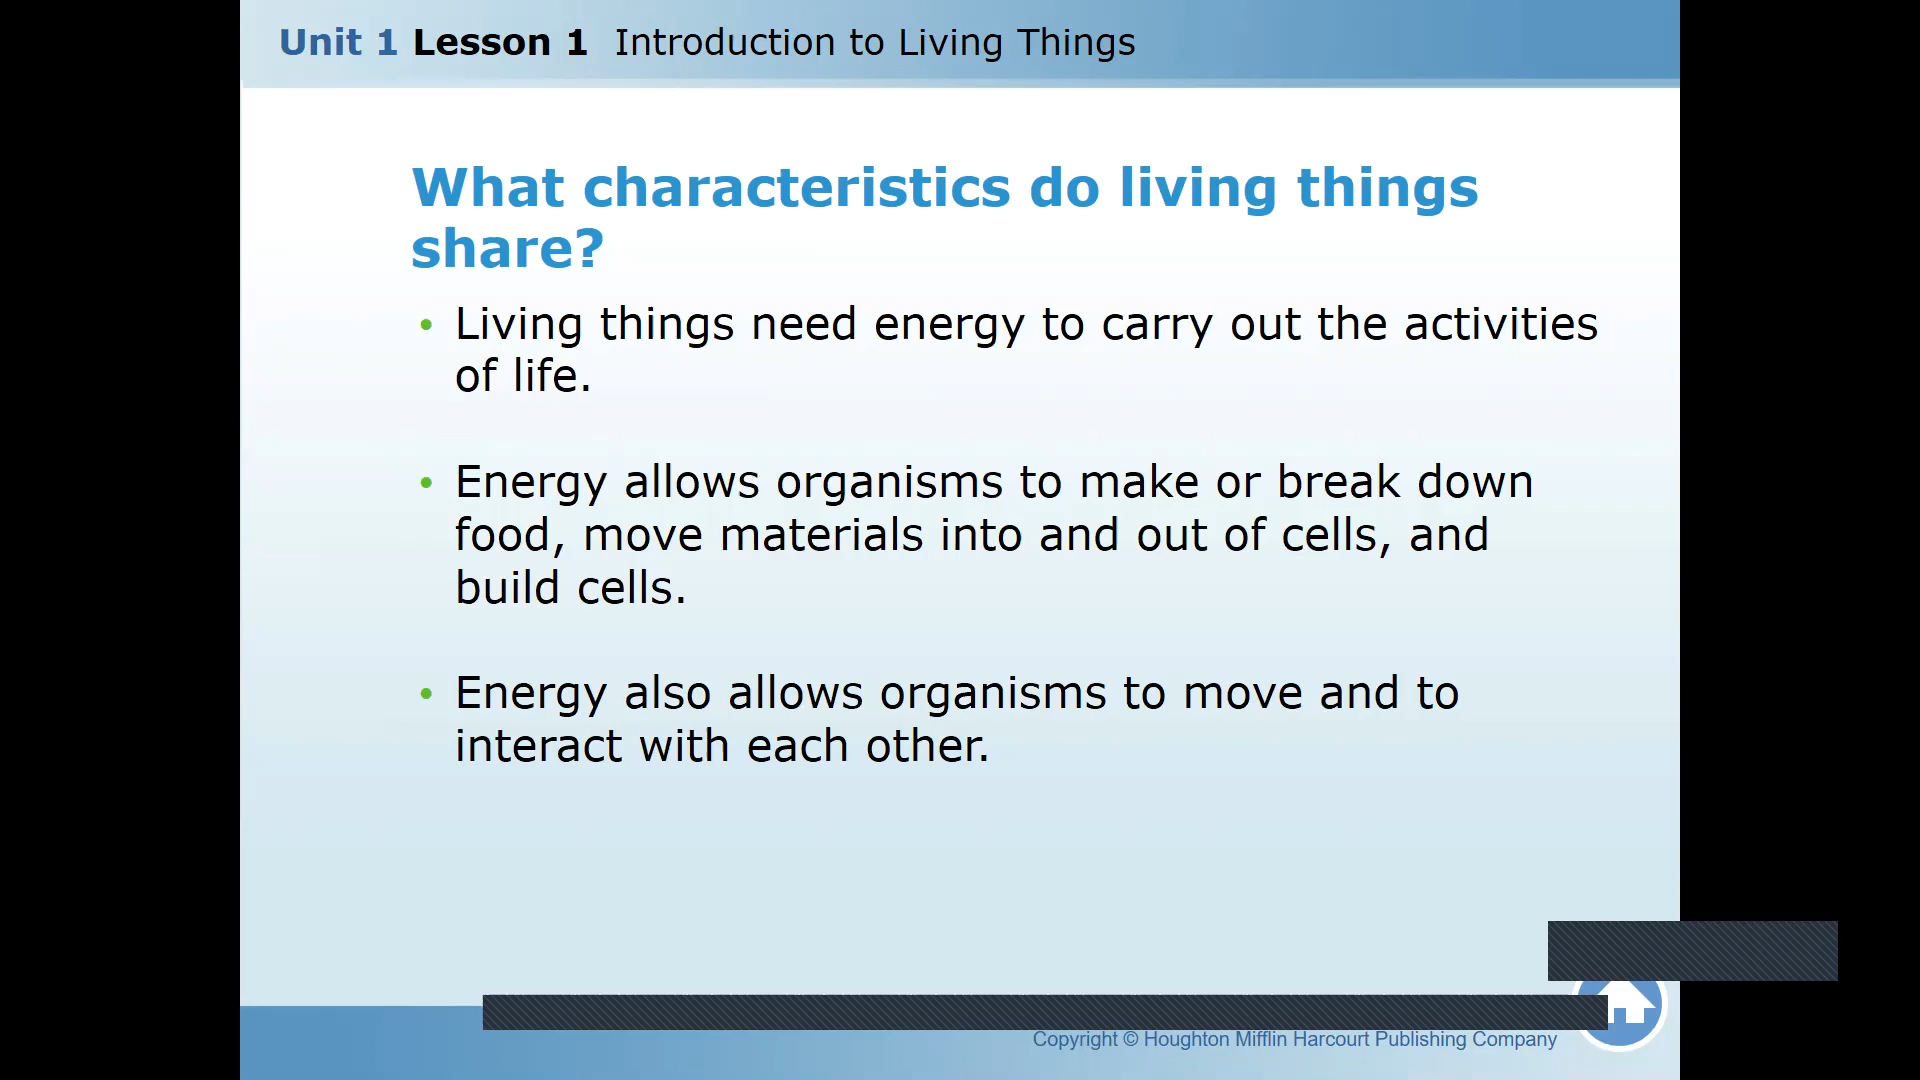 Unit 1 Lesson 1 Introduction to Living Things
What characteristics do living things
share?
• Living things need energy to carry out the activities
of life.
• Energy allows organisms to make or break down
food, move materials into and out of cells, and
build cells.
• Energy also allows organisms to move and to
interact with each other.
Copyright © Houghton Mifflin Harcourt Publishing Company